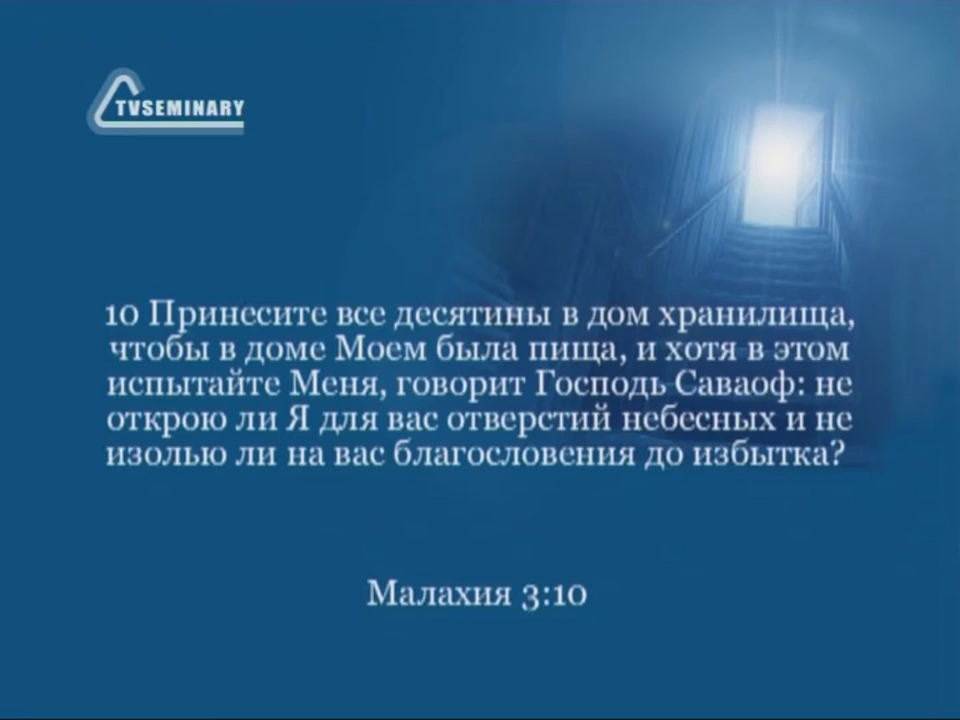 TVSEMINARY
10 Принесите все десятины в дом хранилища,
чтобы в доме Моем была пища, и хотя в этом
испытайте Меня, говорит Господь Саваоф: не
открою ли Я для вас отверстий небесных и не
изолью ли на вас благословения до избытка?
Малахия 3:10